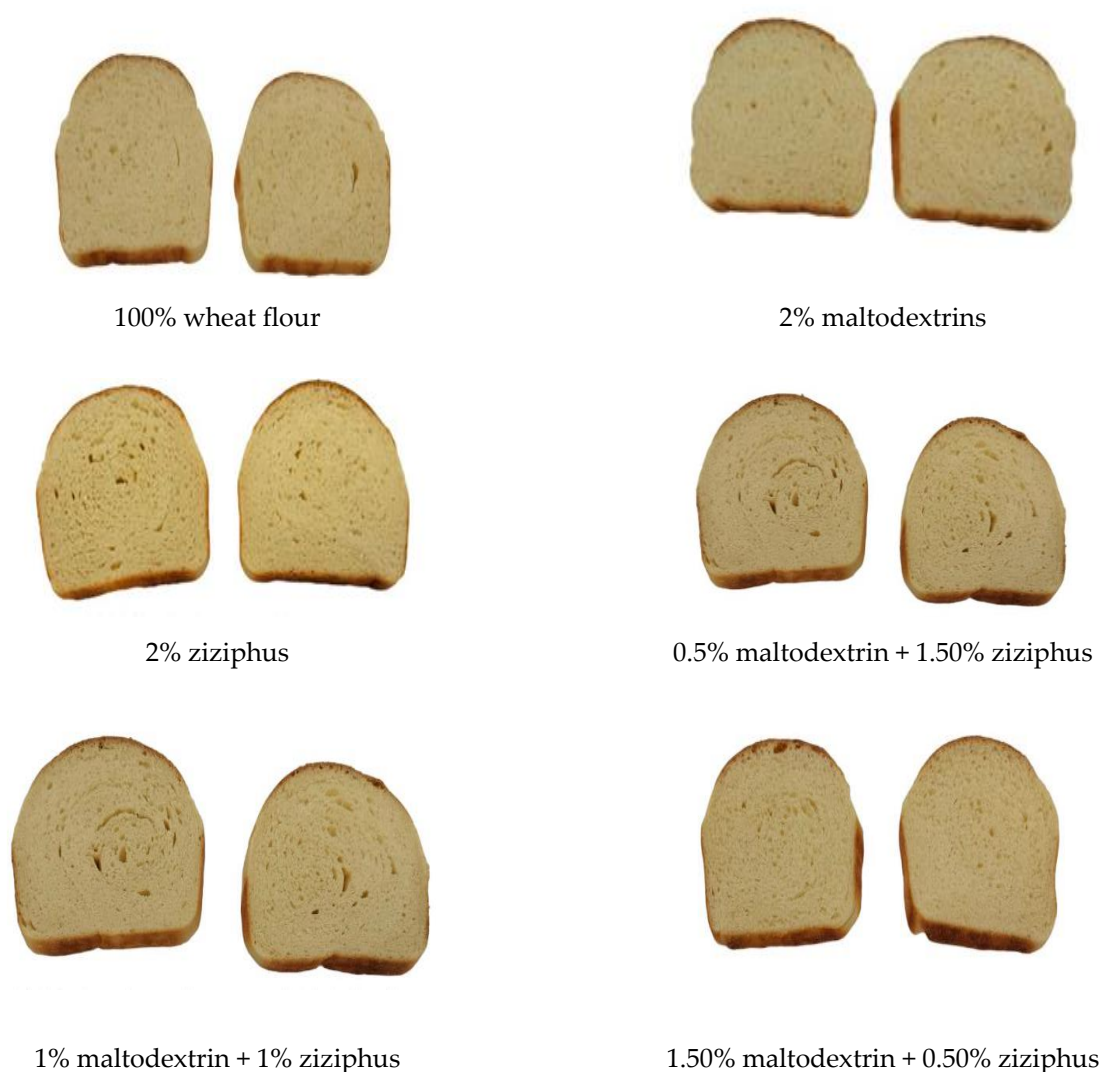 100% wheat flour
2% maltodextrins
2% ziziphus
0.5% maltodextrin + 1.50% ziziphus
1% maltodextrin + 1% ziziphus
1.50% maltodextrin + 0.50% ziziphus